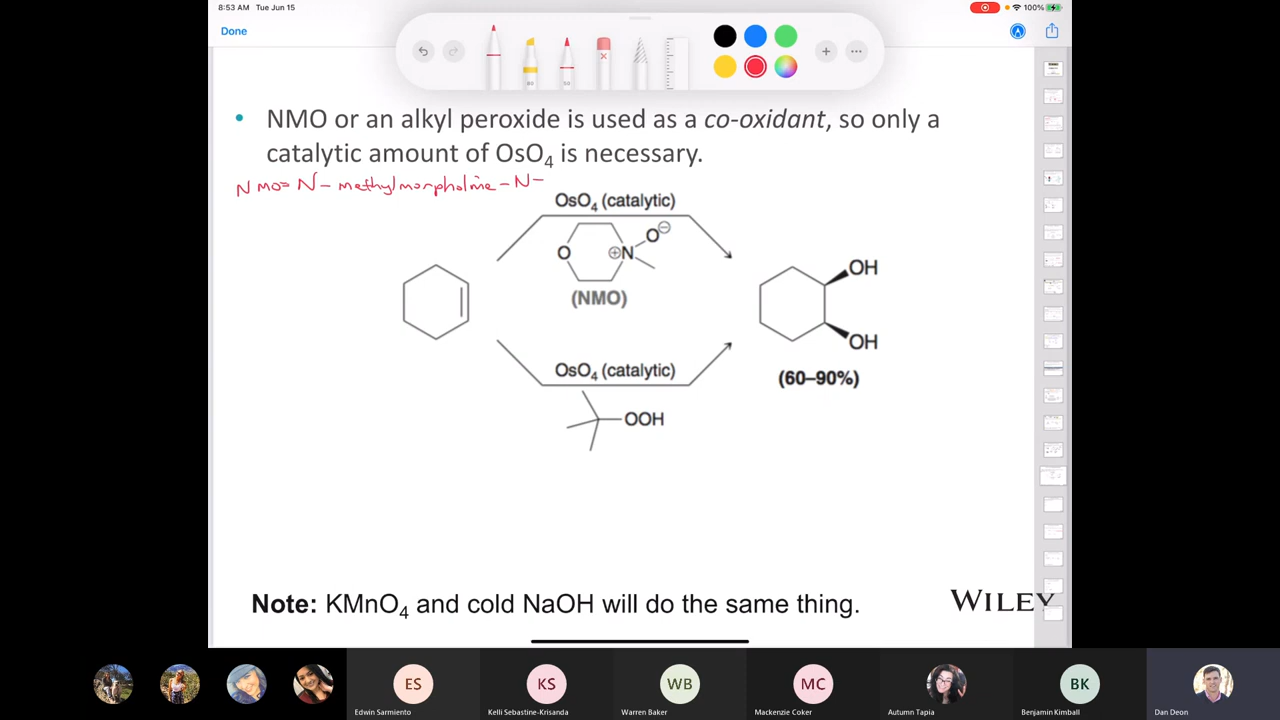 8:53 AM Tue Jun 15
100%
Done
• NMO or an alkyl peroxide is used as a co-oxidant, so only a
catalytic amount of OsO4 is necessary.
NMO= N- methylmorpholine -N-
OsO4 (catalytic)
O
⊕N
O⊖
(NMO)
OH
OH
(60–90%)
OsO4 (catalytic)
OOH
Note: KMnO4 and cold NaOH will do the same thing.
WILEY
ES
KS
WB
MC
BK
Edwin Sarmiento
Kelli Sebastine-Krisanda
Warren Baker
Mackenzie Coker
Autumn Tapia
Benjamin Kimball
Dan Deon